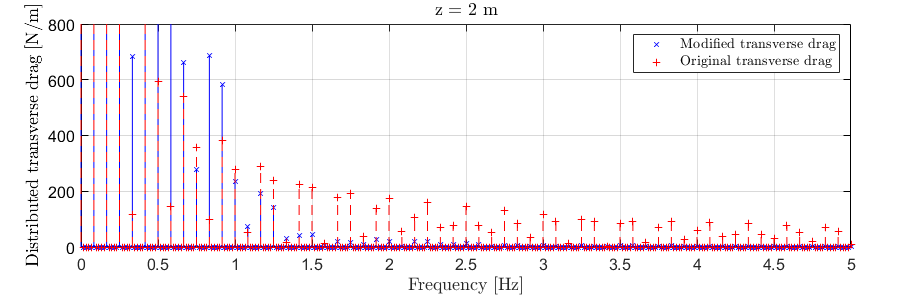 z = 2 m
Distributed transverse drag [N/m]
800
600
400
200
0
Modified transverse drag
Original transverse drag
0 0.5 1 1.5 2 2.5 3 3.5 4 4.5 5
Frequency [Hz]